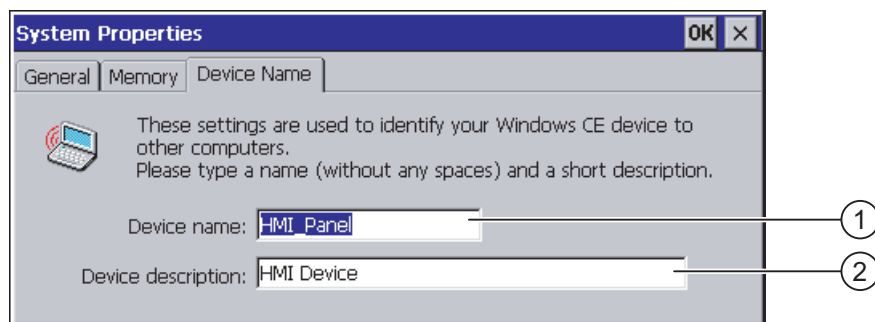 System Properties OK ×
General Memory Device Name
These settings are used to identify your Windows CE device to
other computers.
Please type a name (without any spaces) and a short description.
Device name: HMI_Panel 1
Device description: HMI Device 2